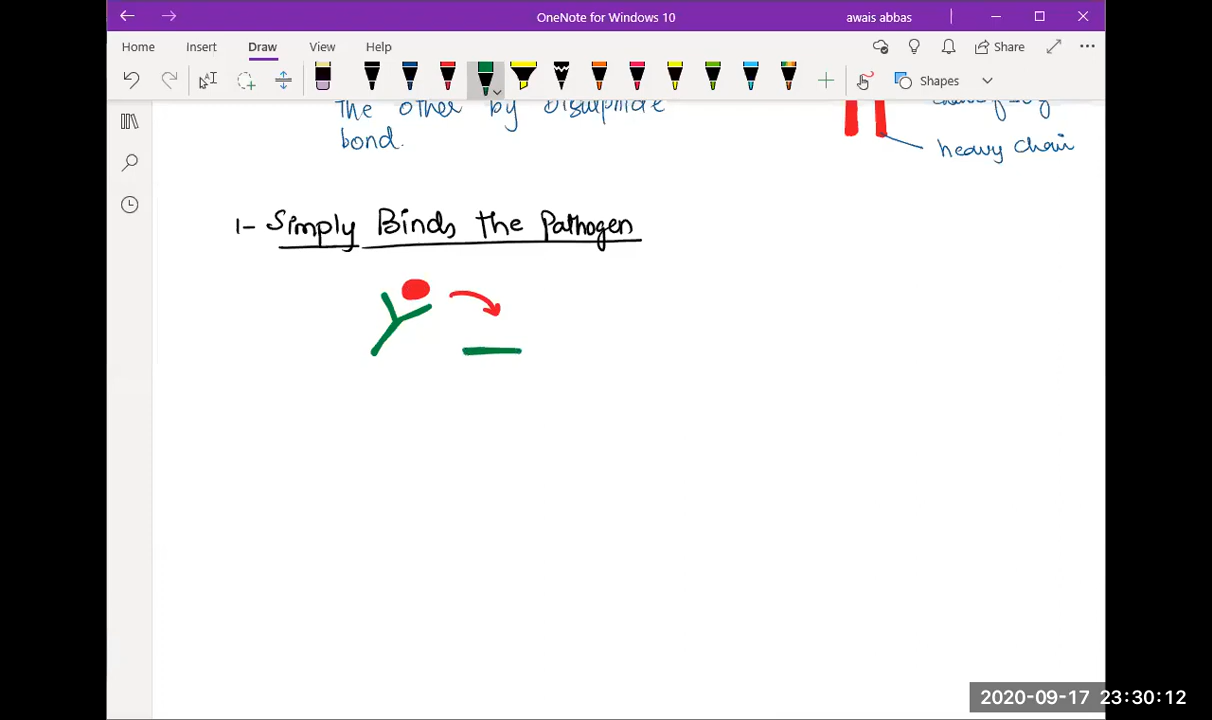 OneNote for Windows 10
awais abbas
Home Insert Draw View Help
Share
Shapes
the other by Disulphide
bond.
heavy chain
1- Simply Binds the Pathogen
2020-09-17 23:30:12